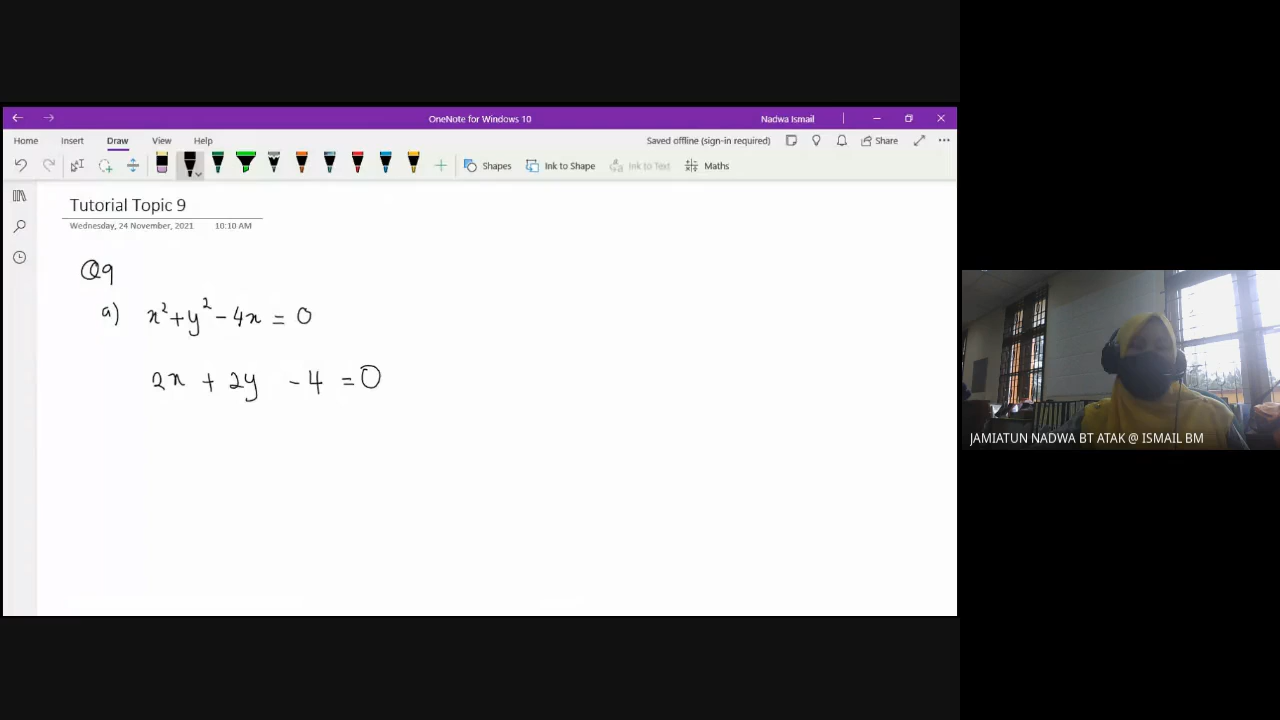 OneNote for Windows 10
Nadwa Ismail
Home Insert Draw View Help
Saved offline (sign-in required)
Share
Shapes Ink to Shape Ink to Text Maths
Tutorial Topic 9
Wednesday, 24 November, 2021 10:10 AM
Q9
a) x² + y² - 4x = 0
2x + 2y - 4 = 0
JAMIATUN NADWA BT ATAK @ ISMAIL BM